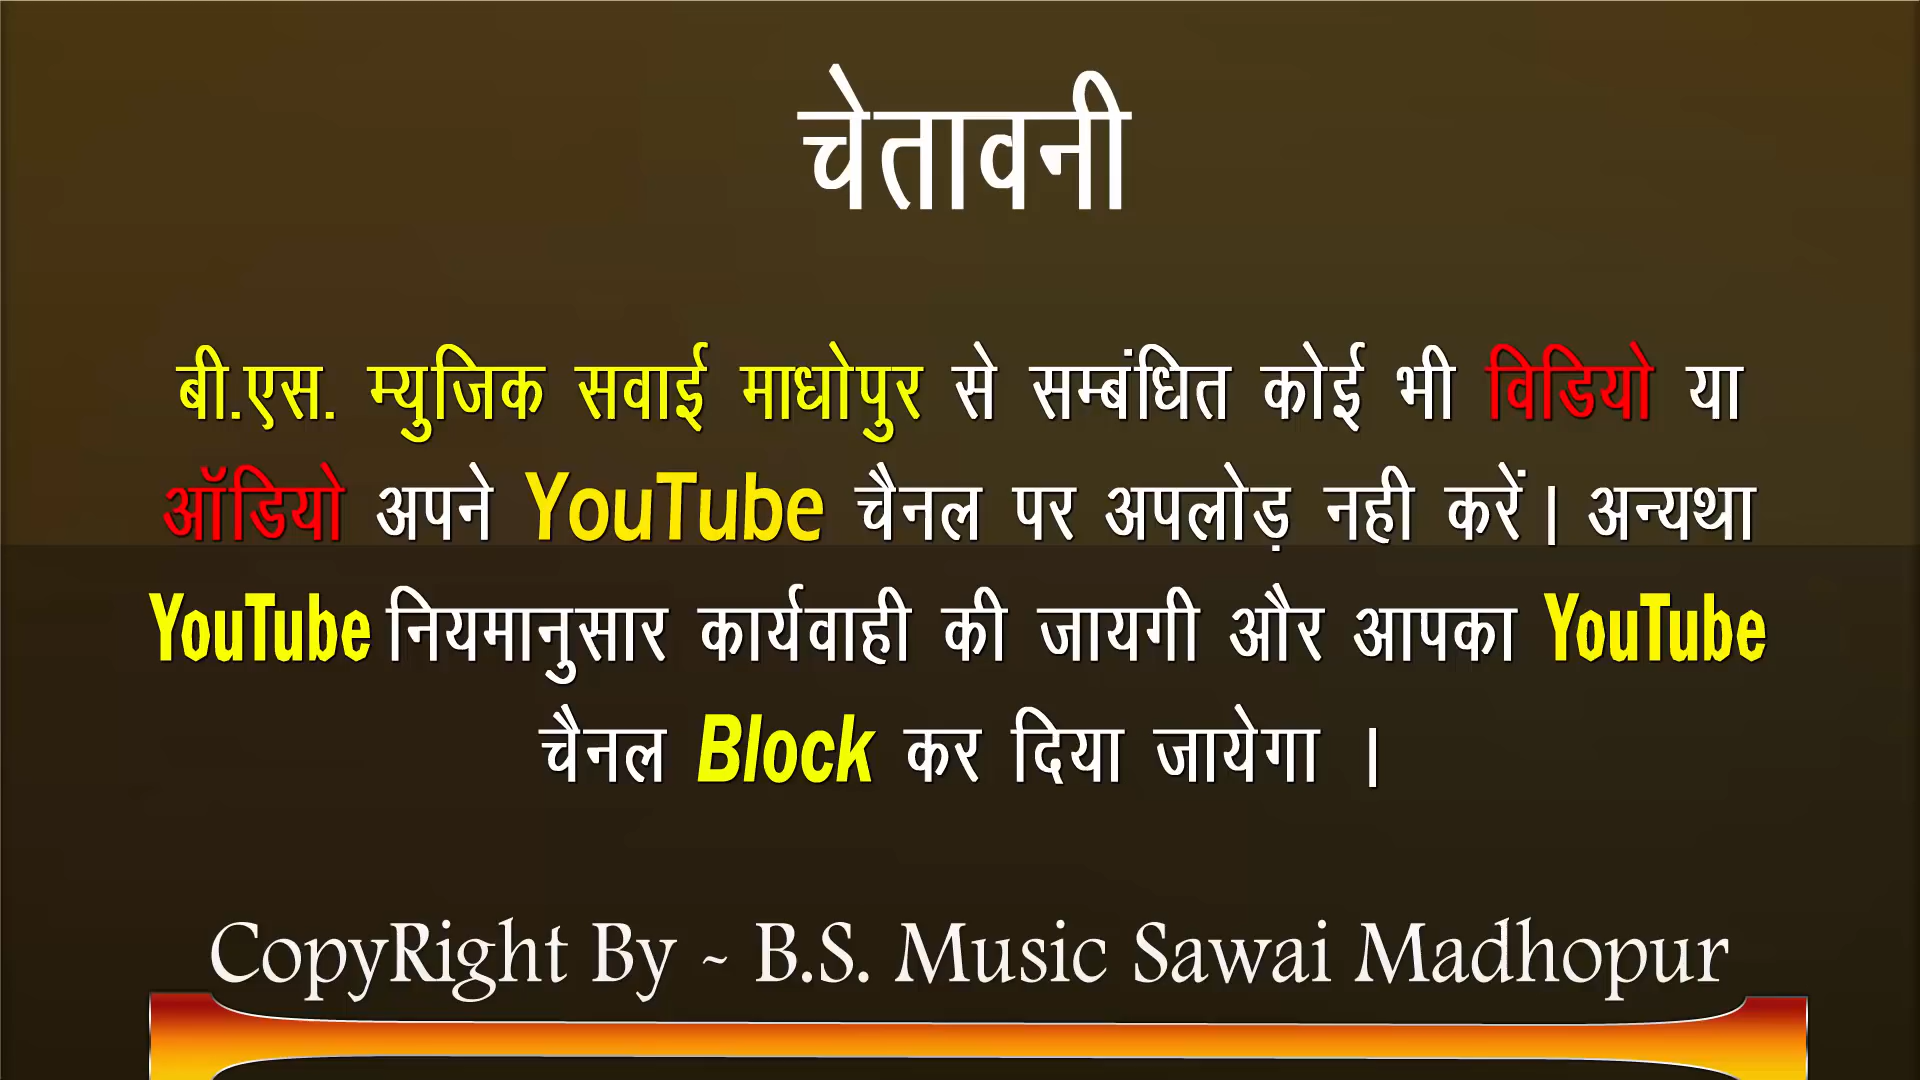 चेतावनी
बी.एस. म्युजिक सवाई माधोपुर से सम्बंधित कोई भी विडियो या
ऑडियो अपने YouTube चैनल पर अपलोड़ नही करें। अन्यथा
YouTube नियमानुसार कार्यवाही की जायगी और आपका YouTube
चैनल Block कर दिया जायेगा ।
CopyRight By - B.S. Music Sawai Madhopur